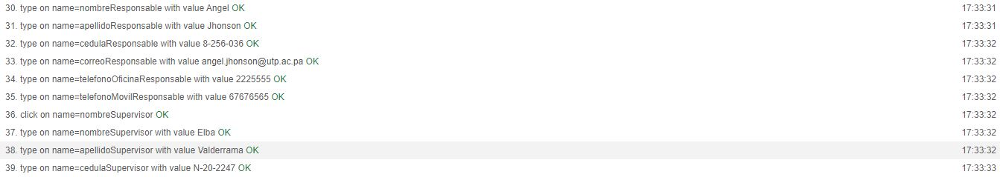 30. type on name=nombreResponsable with value Angel OK 17:33:31
31. type on name=apellidoResponsable with value Jhonson OK 17:33:31
32. type on name=cedulaResponsable with value 8-256-036 OK 17:33:32
33. type on name=correoResponsable with value angel.jhonson@utp.ac.pa OK 17:33:32
34. type on name=telefonoOficinaResponsable with value 2225555 OK 17:33:32
35. type on name=telefonoMovilResponsable with value 67676565 OK 17:33:32
36. click on name=nombreSupervisor OK 17:33:32
37. type on name=nombreSupervisor with value Elba OK 17:33:32
38. type on name=apellidoSupervisor with value Valderrama OK 17:33:32
39. type on name=cedulaSupervisor with value N-20-2247 OK 17:33:33